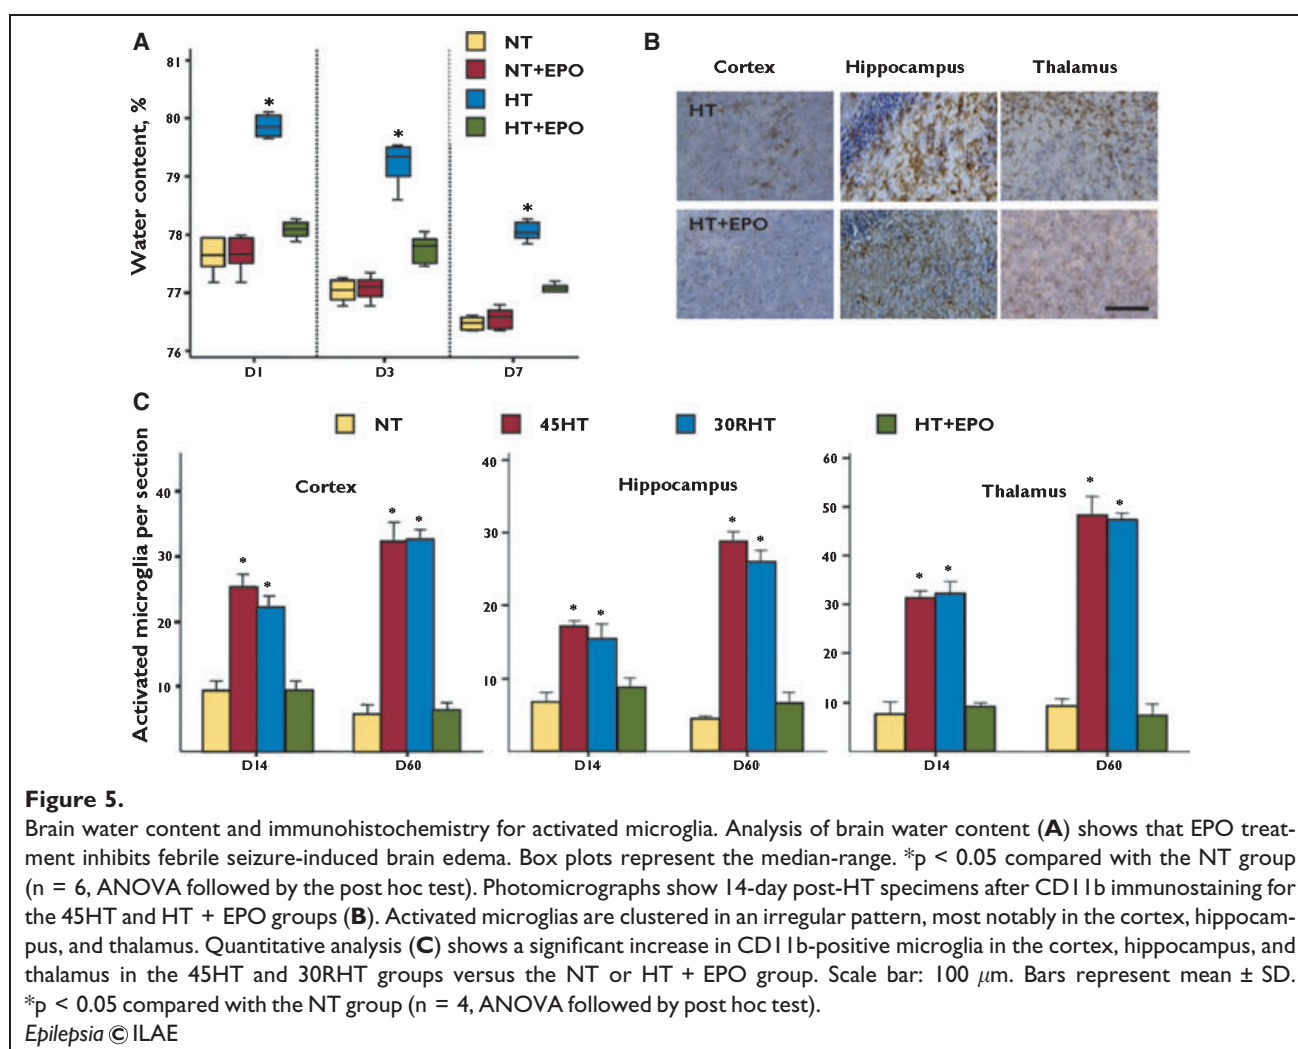 A
B
NT
NT+EPO
HT
HT+EPO
Water content, %
81
80
79
78
77
76
*
*
*
D1 D3 D7
Cortex Hippocampus Thalamus
HT
HT+EPO
C
NT 45HT 30RHT HT+EPO
Activated microglia per section
Cortex
40
30
20
10
* * * *
D14 D60
Hippocampus
40
30
20
10
* * * *
D14 D60
Thalamus
60
50
40
30
20
10
* * * *
D14 D60
Figure 5.
Brain water content and immunohistochemistry for activated microglia. Analysis of brain water content (A) shows that EPO treat-
ment inhibits febrile seizure-induced brain edema. Box plots represent the median-range. *p < 0.05 compared with the NT group
(n = 6, ANOVA followed by the post hoc test). Photomicrographs show 14-day post-HT specimens after CD11b immunostaining for
the 45HT and HT + EPO groups (B). Activated microglias are clustered in an irregular pattern, most notably in the cortex, hippocam-
pus, and thalamus. Quantitative analysis (C) shows a significant increase in CD11b-positive microglia in the cortex, hippocampus, and
thalamus in the 45HT and 30RHT groups versus the NT or HT + EPO group. Scale bar: 100 μm. Bars represent mean ± SD.
*p < 0.05 compared with the NT group (n = 4, ANOVA followed by post hoc test).
Epilepsia © ILAE